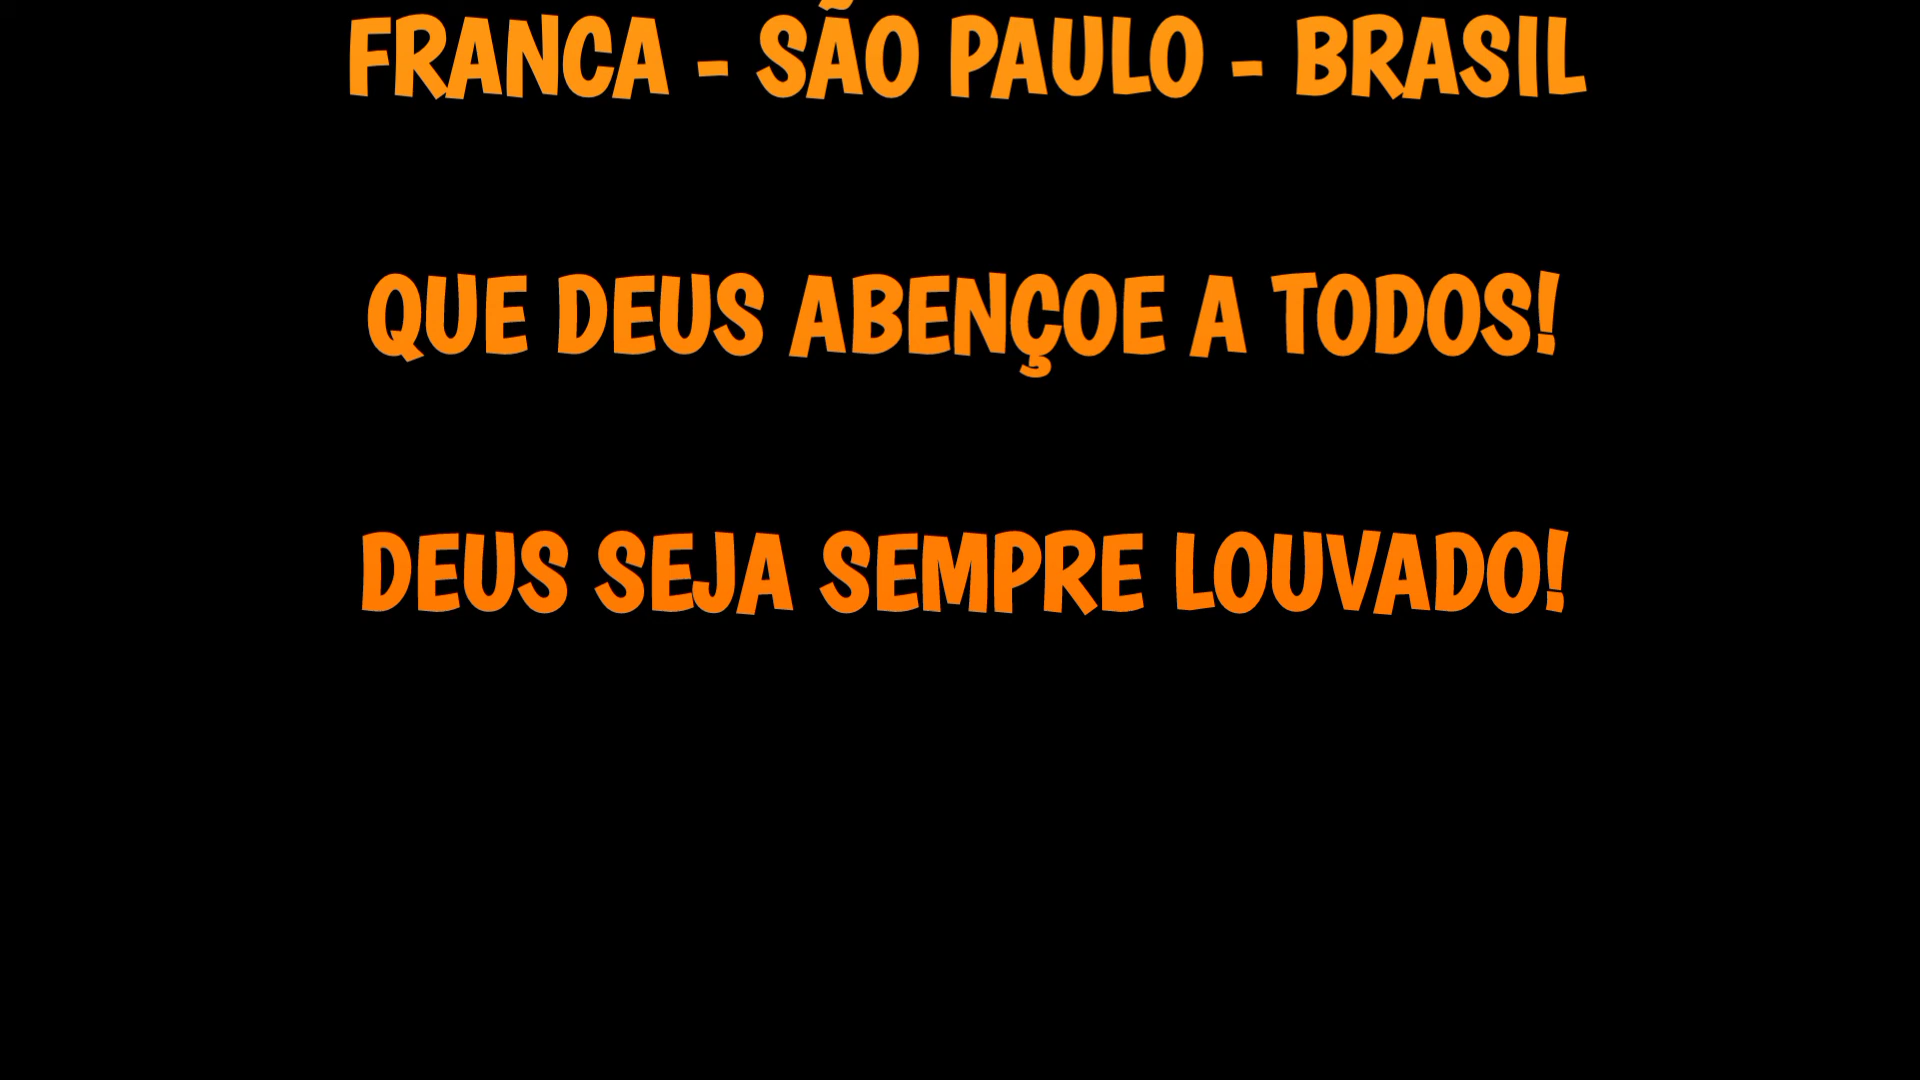 FRANCA - SÃO PAULO - BRASIL
QUE DEUS ABENÇOE A TODOS!
DEUS SEJA SEMPRE LOUVADO!